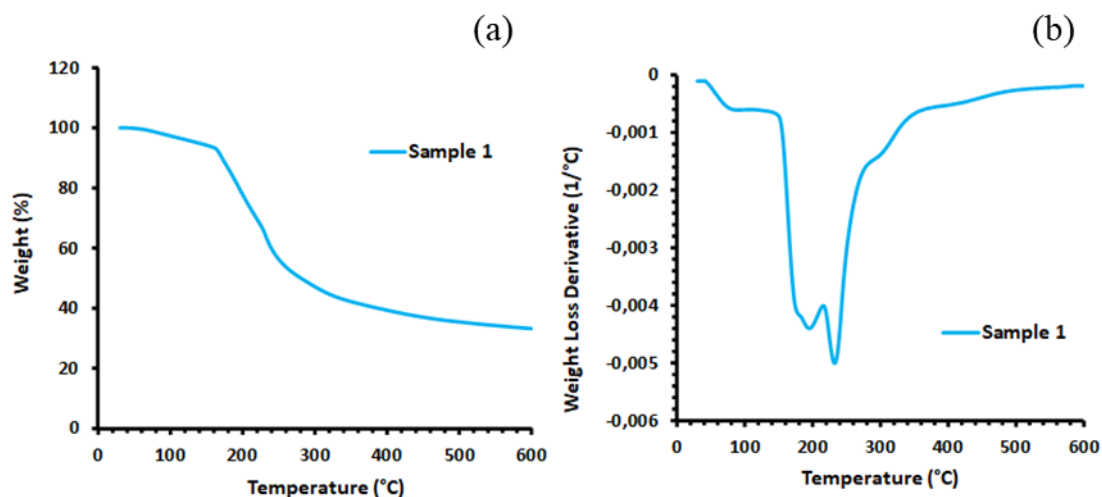 (a)
120
100
80
60
40
20
0
Weight (%)
Sample 1
0 100 200 300 400 500 600
Temperature (°C)
(b)
0
-0,001
-0,002
-0,003
-0,004
-0,005
-0,006
Weight Loss Derivative (1/°C)
Sample 1
0 100 200 300 400 500 600
Temperature (°C)